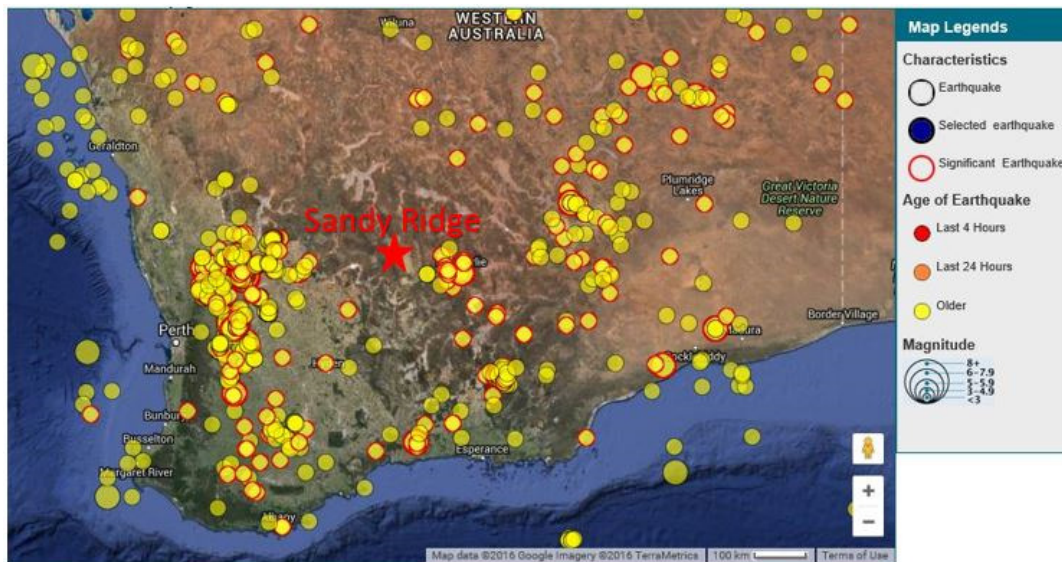 WESTERN
AUSTRALIA
Wiluna
Geraldton
Plumridge
Lakes
Great Victoria
Desert Nature
Reserve
Sandy Ridge
Perth
Mandurah
Border Village
Busselton
Margaret River
Esperance
Map data ©2016 Google Imagery ©2016 TerraMetrics
100 km
Terms of Use
Map Legends
Characteristics
Earthquake
Selected earthquake
Significant Earthquake
Age of Earthquake
Last 4 Hours
Last 24 Hours
Older
Magnitude
8+
6-7.9
5-5.9
3-4.9
<3